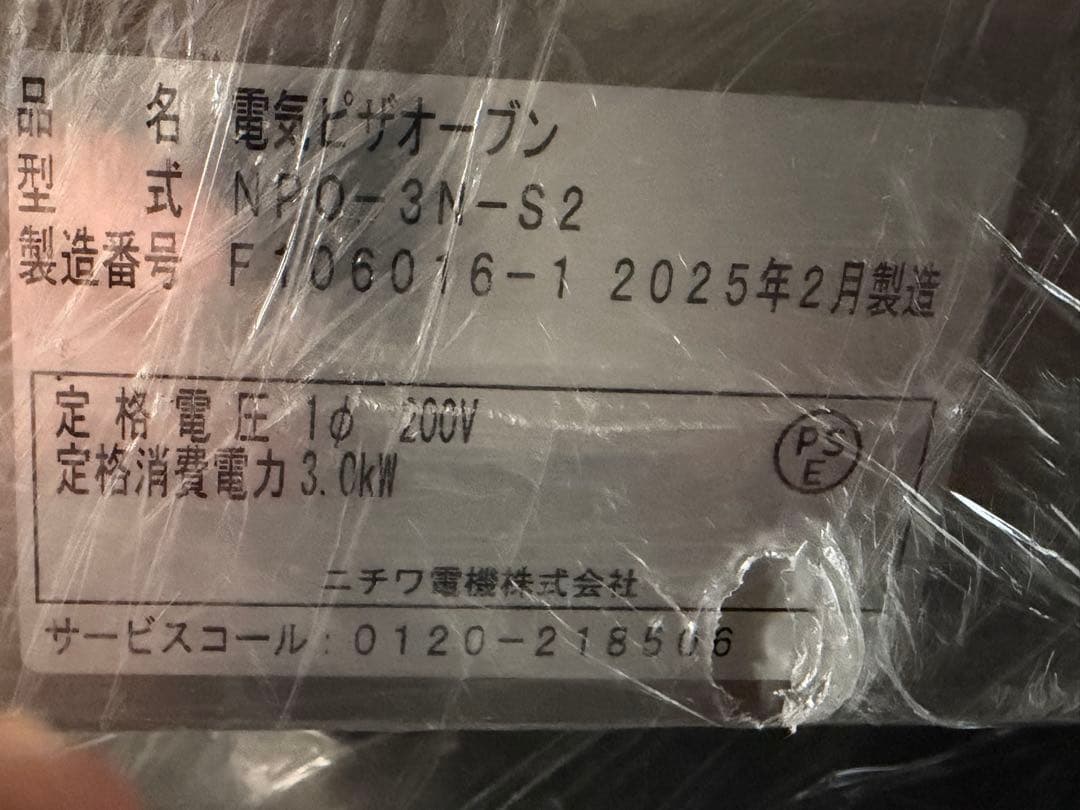 品名 電気ピザオーブン
型式 NPO-3N-S2
製造番号 F106016-1 2025年2月製造
定格電圧 1φ 200V
定格消費電力 3.0kW
PS
E
ニチワ電機株式会社
サービスコール:0120-218506